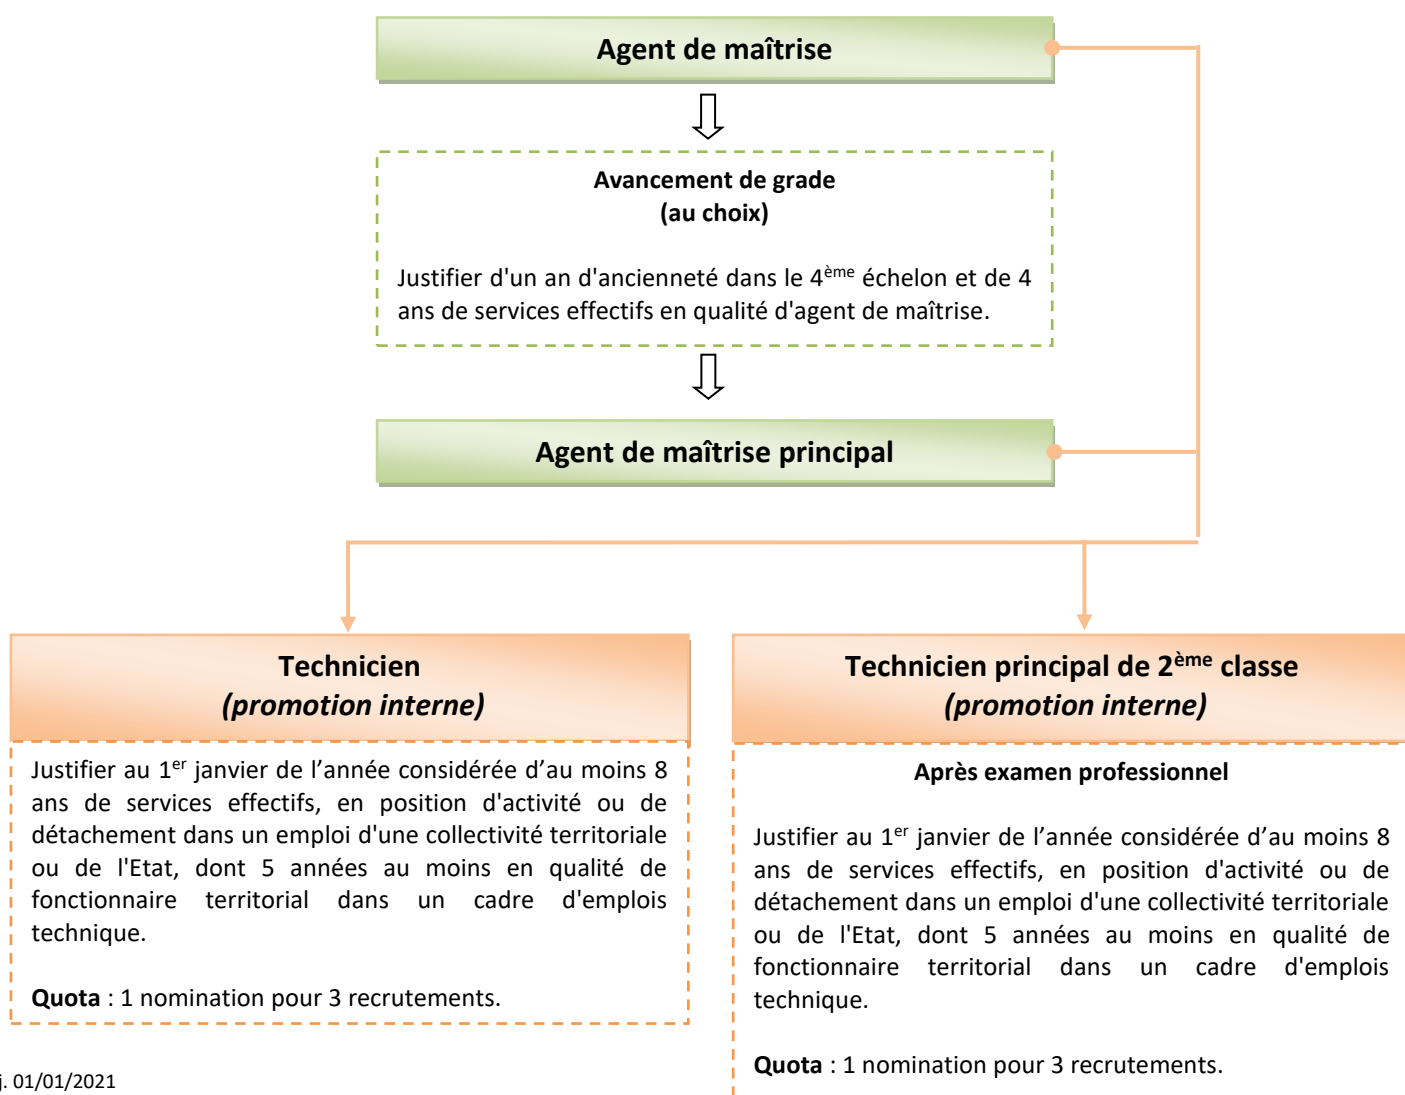 Agent de maîtrise
Avancement de grade
(au choix)
Justifier d'un an d'ancienneté dans le 4ème échelon et de 4
ans de services effectifs en qualité d'agent de maîtrise.
Agent de maîtrise principal
Technicien
(promotion interne)
Justifier au 1er janvier de l’année considérée d’au moins 8
ans de services effectifs, en position d'activité ou de
détachement dans un emploi d'une collectivité territoriale
ou de l'Etat, dont 5 années au moins en qualité de
fonctionnaire territorial dans un cadre d'emplois
technique.
Quota : 1 nomination pour 3 recrutements.
Technicien principal de 2ème classe
(promotion interne)
Après examen professionnel
Justifier au 1er janvier de l’année considérée d’au moins 8
ans de services effectifs, en position d'activité ou de
détachement dans un emploi d'une collectivité territoriale
ou de l'Etat, dont 5 années au moins en qualité de
fonctionnaire territorial dans un cadre d'emplois
technique.
Quota : 1 nomination pour 3 recrutements.
j. 01/01/2021